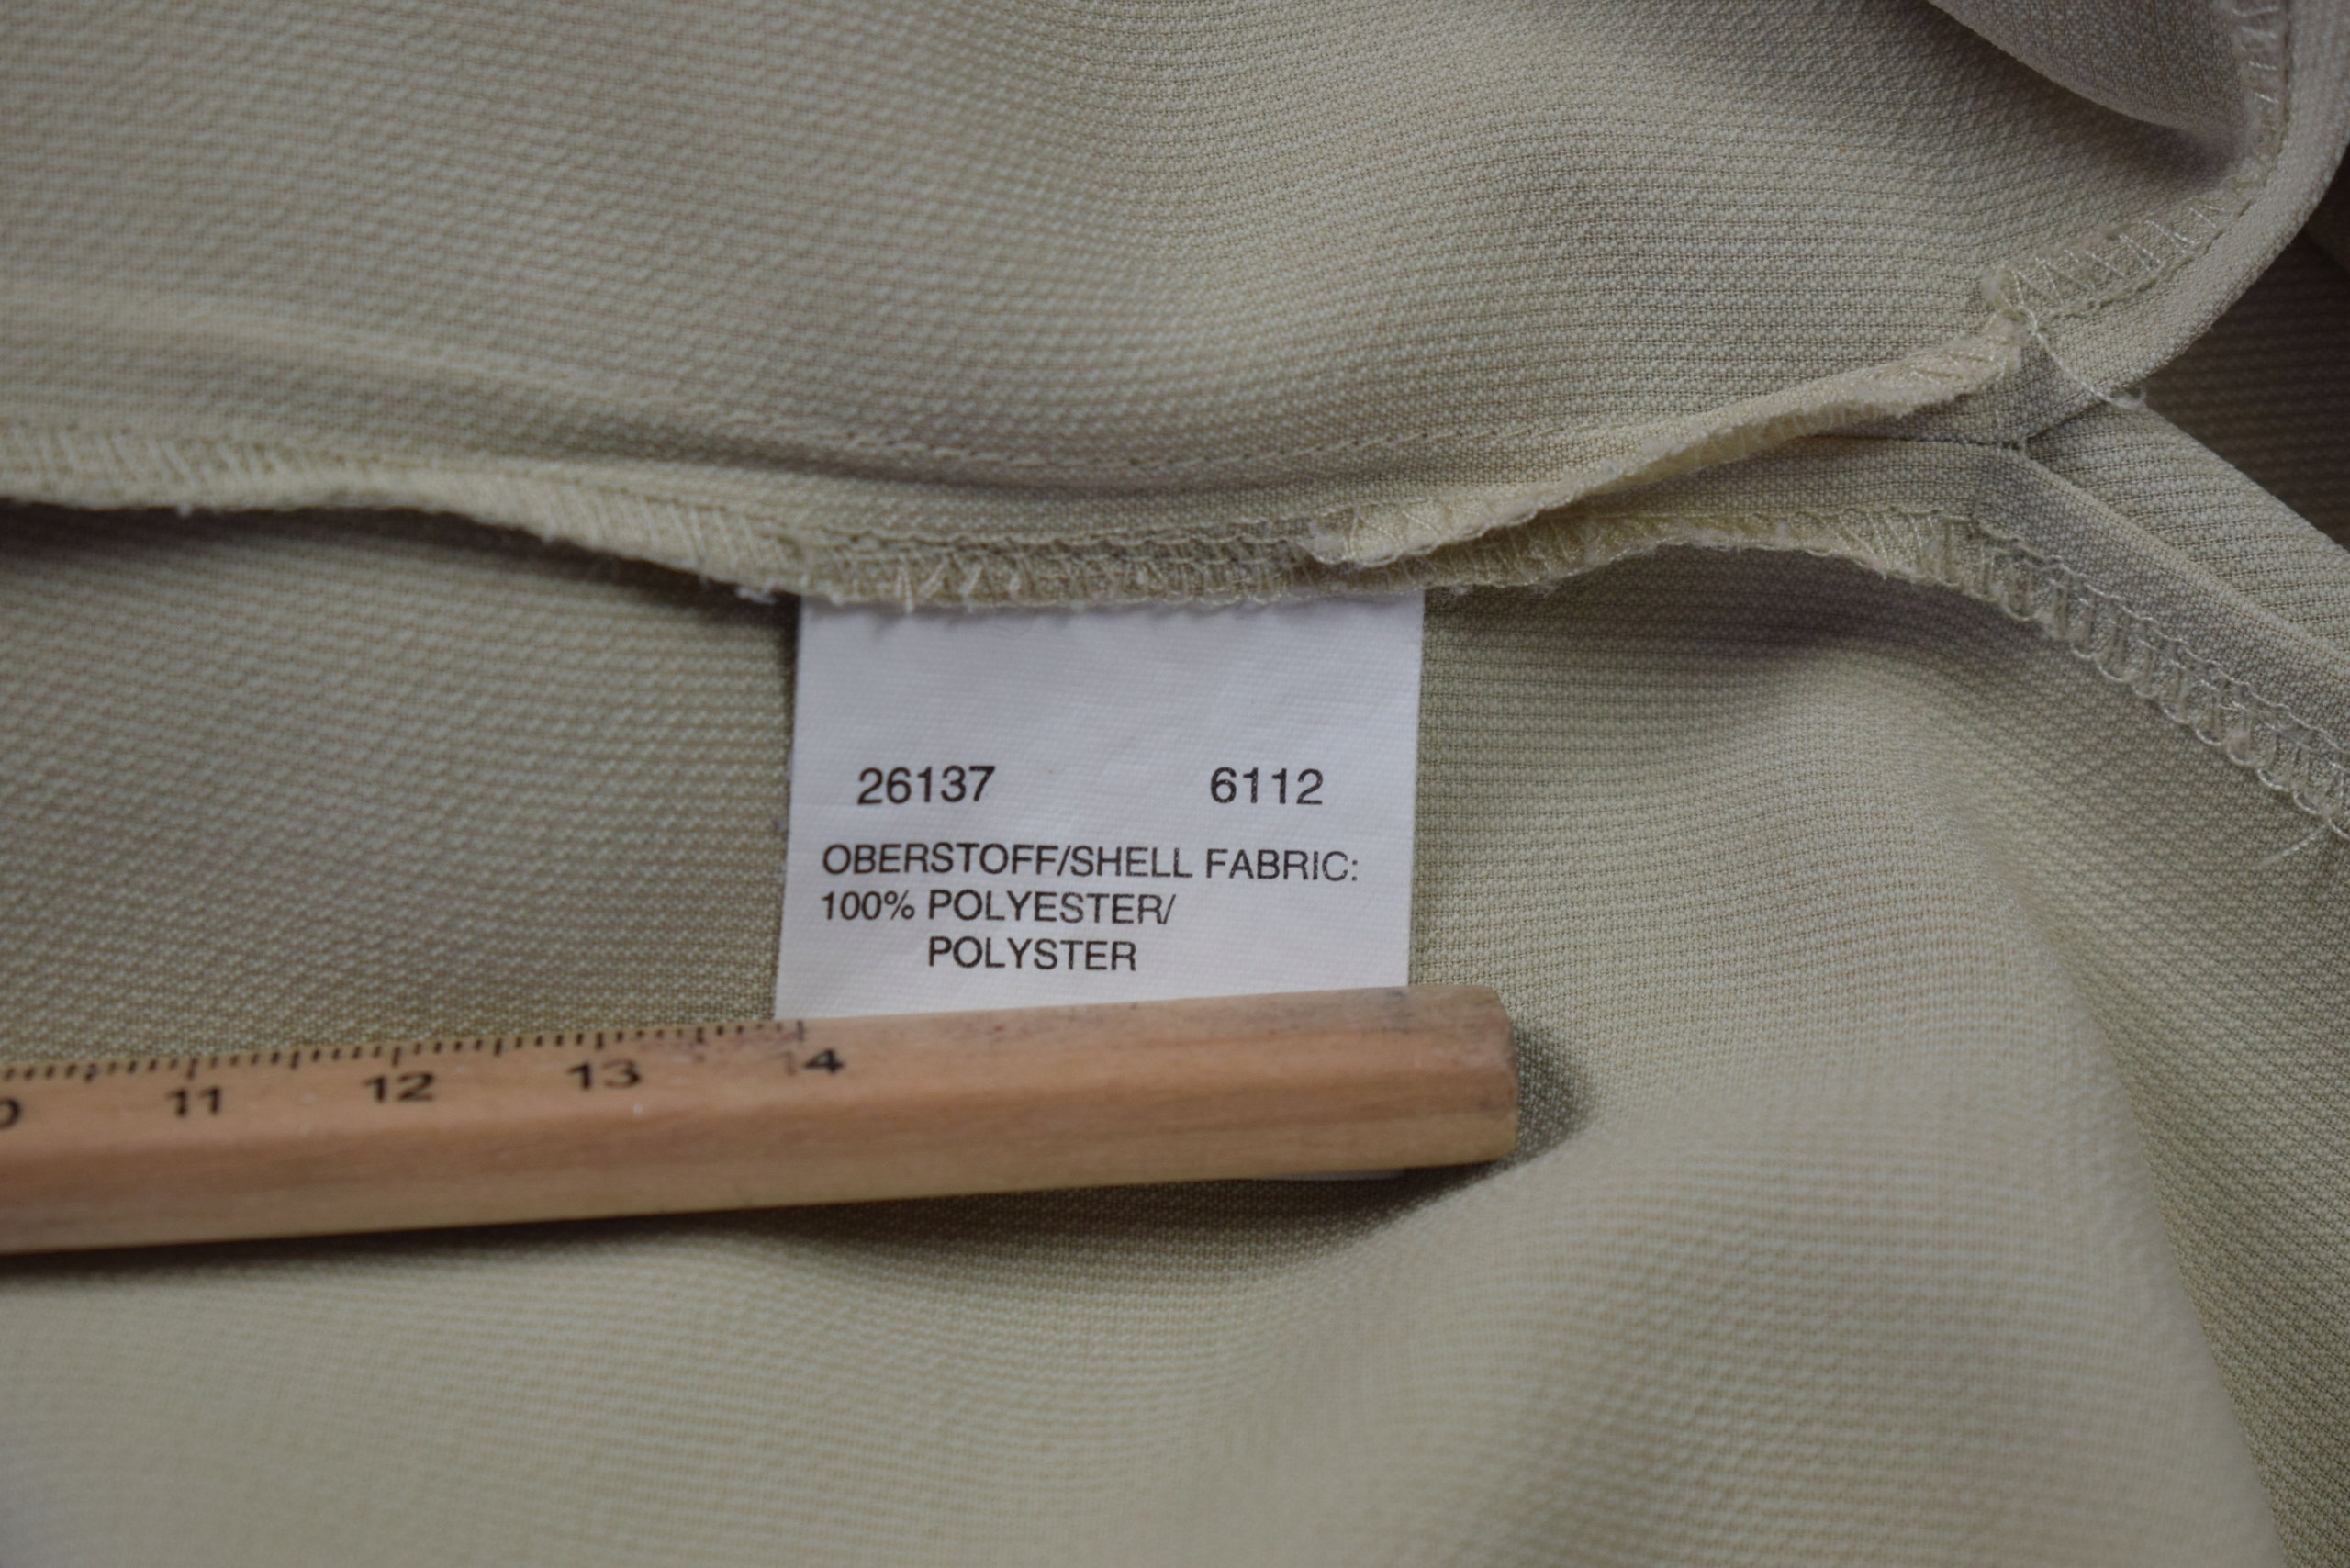 26137 6112
OBERSTOFF/SHELL FABRIC:
100% POLYESTER/
POLYSTER
11 12 13 14